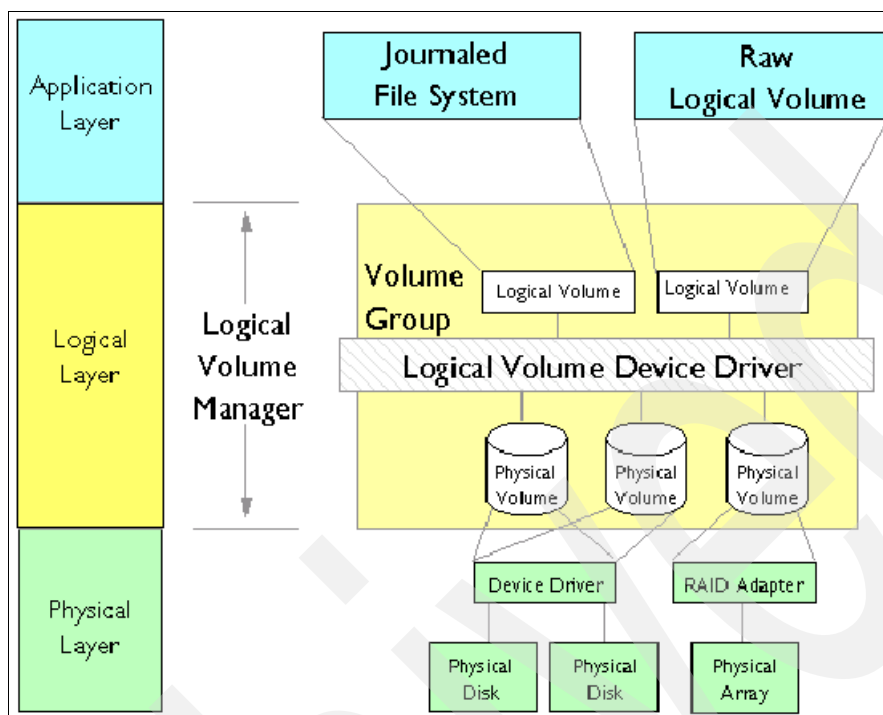 Application
Layer
Journaled
File System
Raw
Logical Volume
Logical
Layer
Logical
Volume
Manager
Volume
Group
Logical Volume
Logical Volume
Logical Volume Device Driver
Physical
Volume
Physical
Volume
Physical
Volume
Physical
Layer
Device Driver
RAID Adapter
Physical
Disk
Physical
Disk
Physical
Array